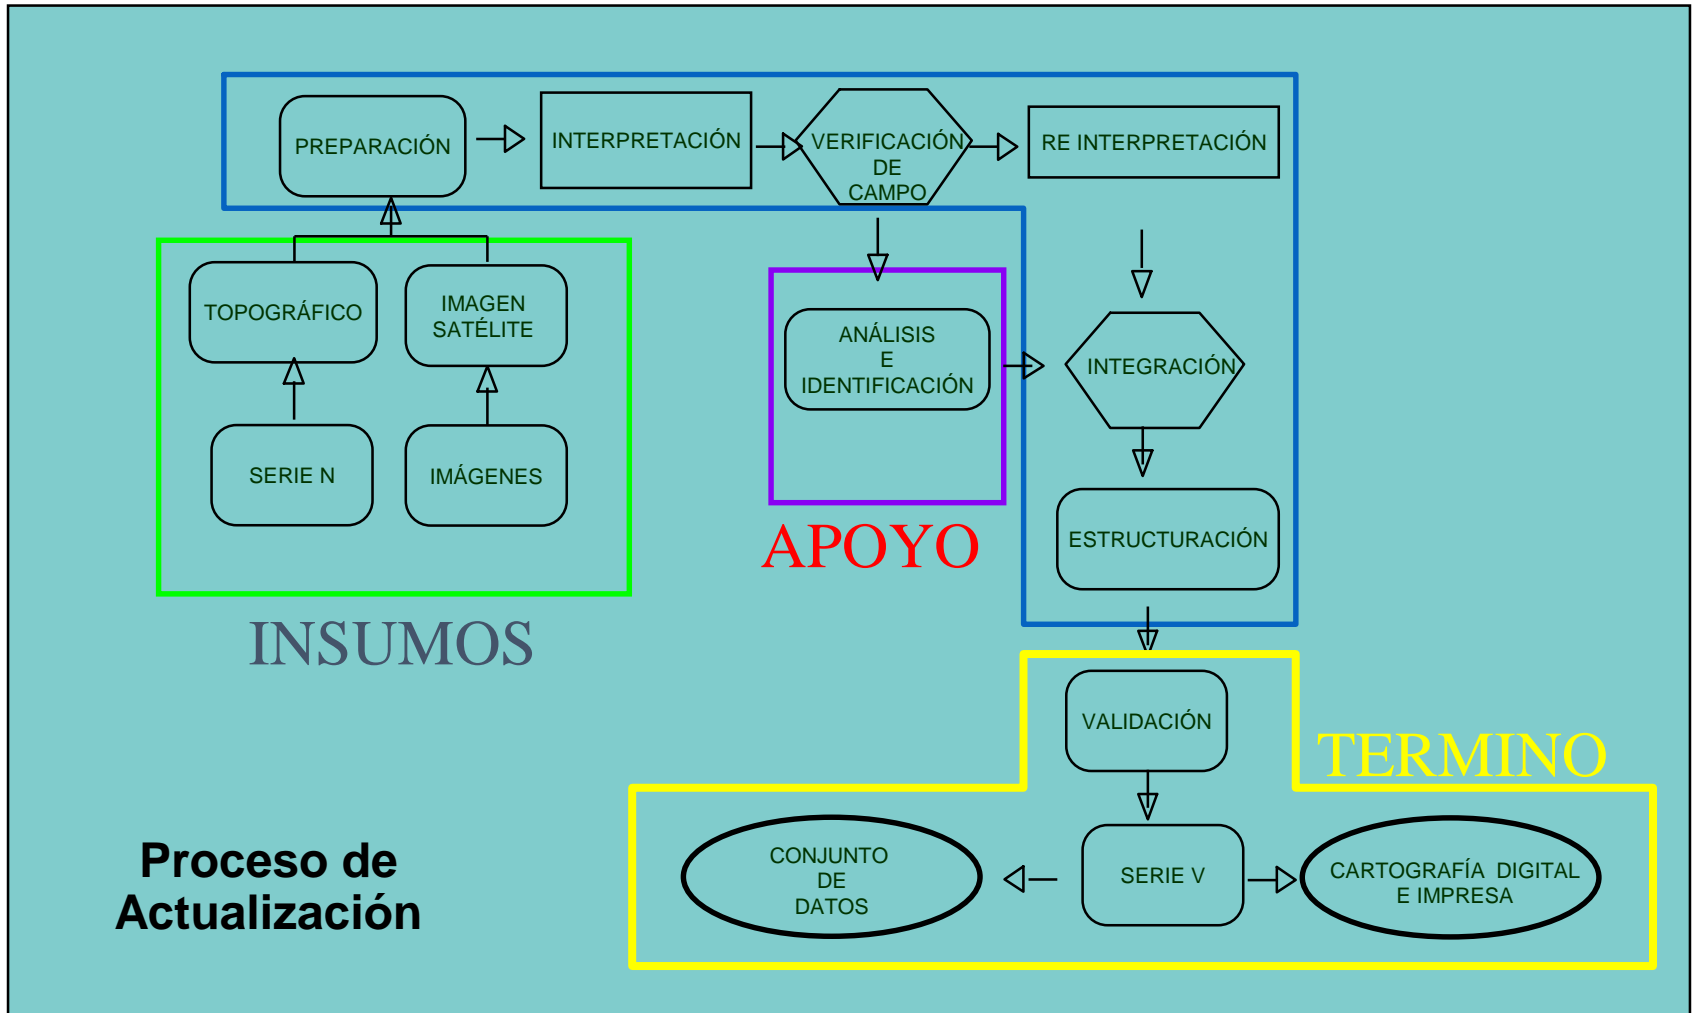 PREPARACIÓN
INTERPRETACIÓN
VERIFICACIÓN
DE
CAMPO
RE INTERPRETACIÓN
TOPOGRÁFICO
IMAGEN
SATÉLITE
SERIE N
IMÁGENES
INSUMOS
ANÁLISIS
E
IDENTIFICACIÓN
APOYO
INTEGRACIÓN
ESTRUCTURACIÓN
VALIDACIÓN
TERMINO
CONJUNTO
DE
DATOS
SERIE V
CARTOGRAFÍA DIGITAL
E IMPRESA
Proceso de
Actualización